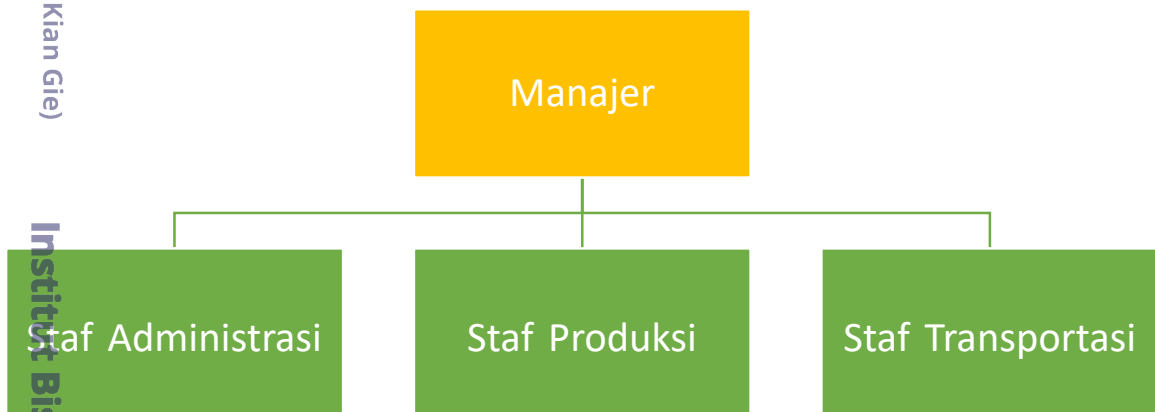 Kian Gie)
Manajer
Institut Bis
Staf Administrasi
Staf Produksi
Staf Transportasi